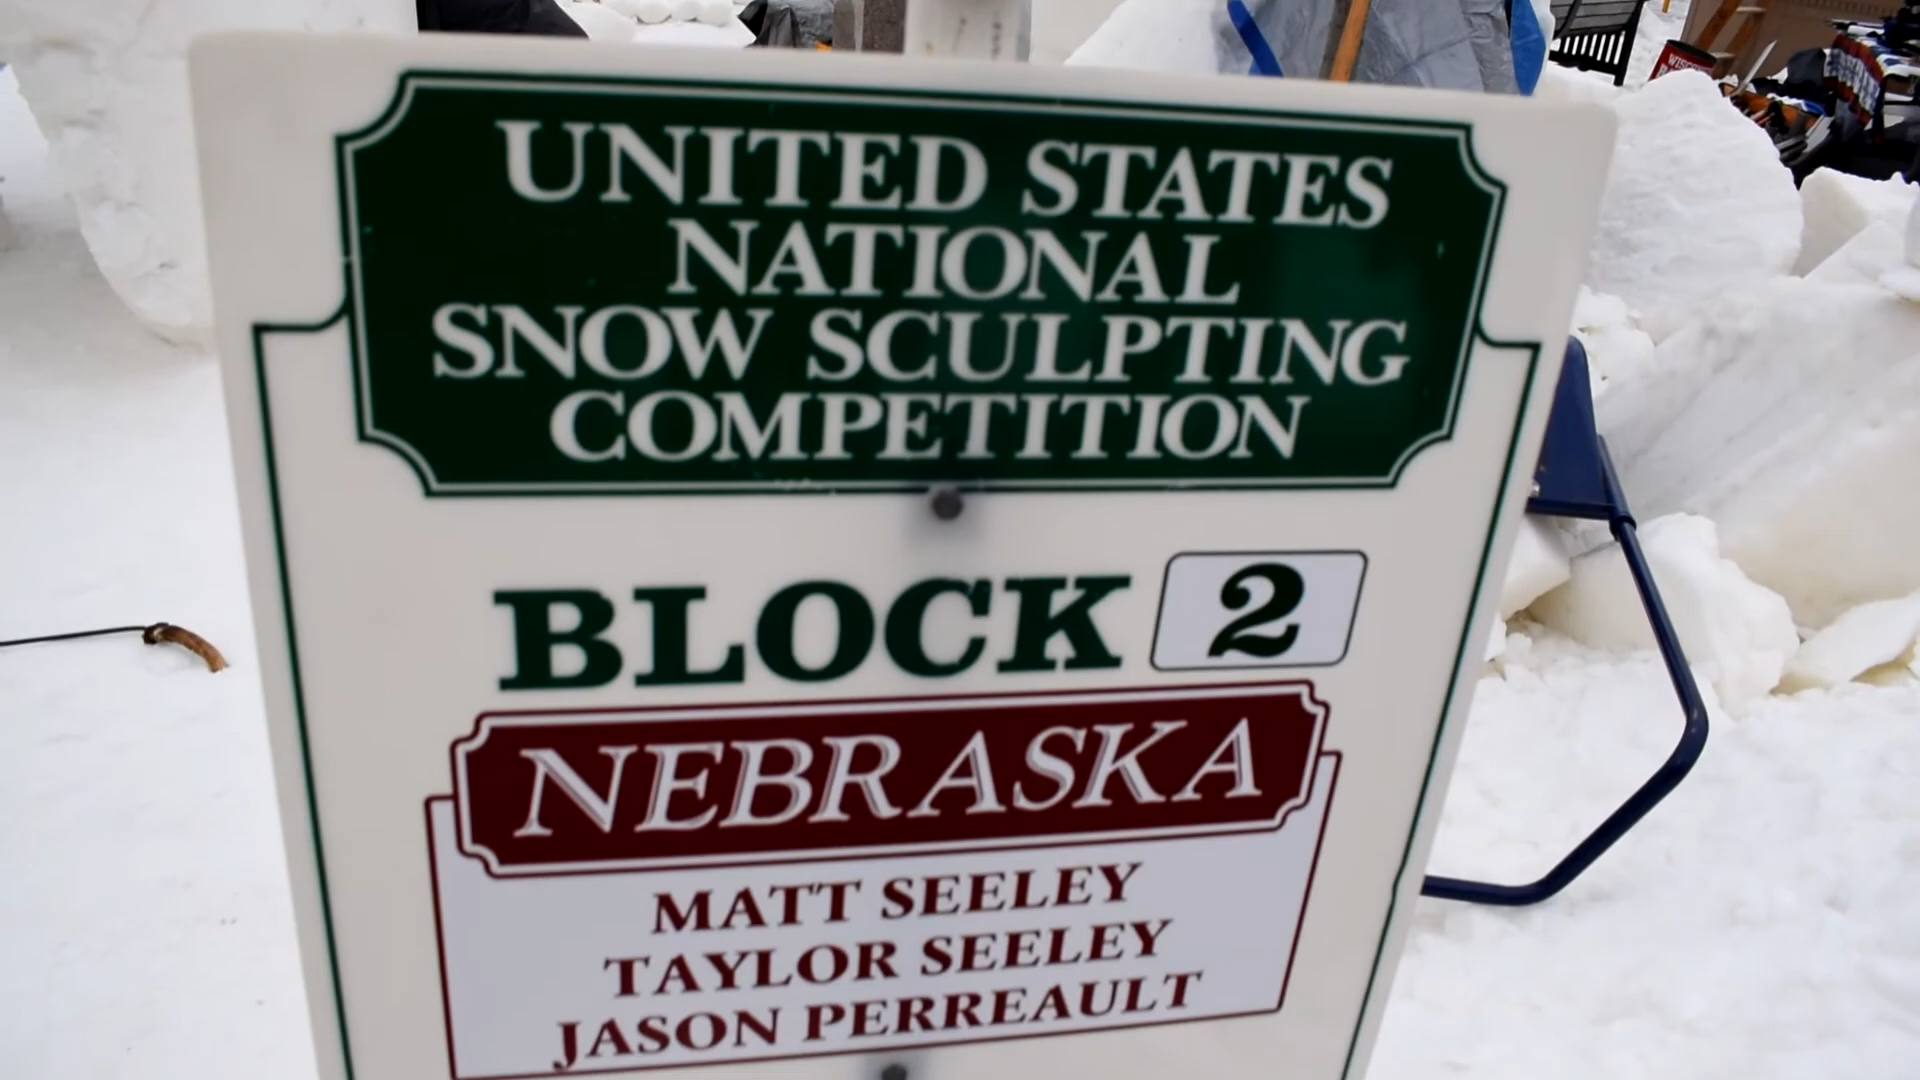 UNITED STATES
NATIONAL
SNOW SCULPTING
COMPETITION
BLOCK 2
NEBRASKA
MATT SEELEY
TAYLOR SEELEY
JASON PERREAULT